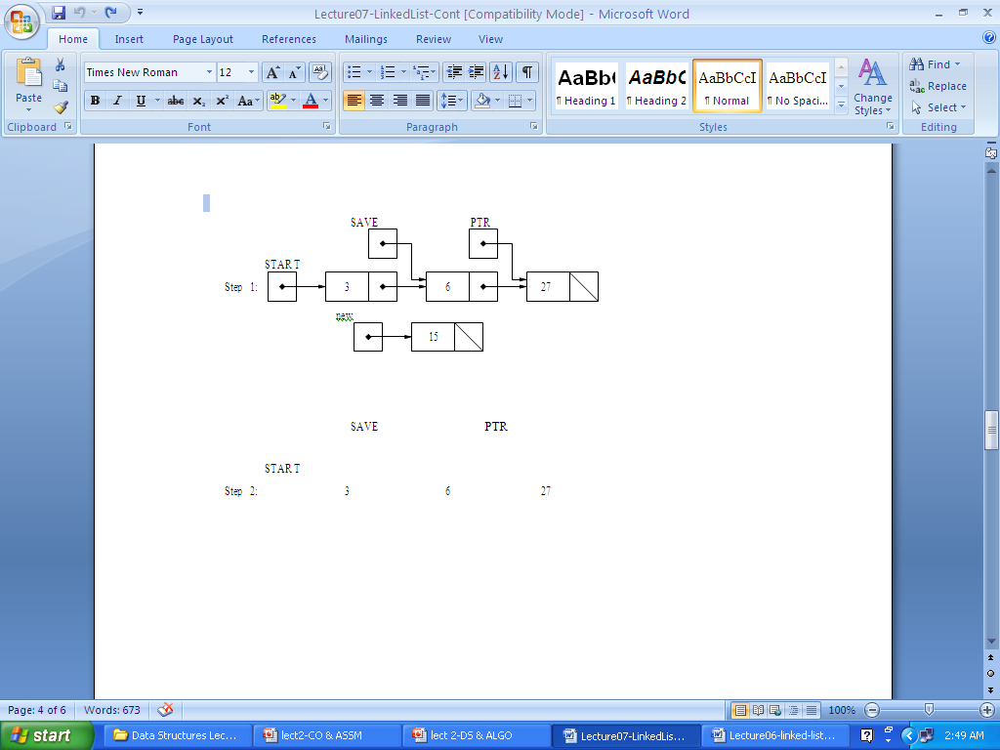 Lecture07-LinkedList-Cont [Compatibility Mode] - Microsoft Word
Home Insert Page Layout References Mailings Review View
Paste
Clipboard
Times New Roman 12
Font
Paragraph
AaBb( AaBbC AaBbCcI AaBbCcI
¶ Heading 1 ¶ Heading 2 ¶ Normal ¶ No Spaci...
Change Styles
Styles
Find
Replace
Select
Editing
SAVE PTR
START
Step 1: 3 6 27
new
15
SAVE PTR
START
Step 2: 3 6 27
Page: 4 of 6 Words: 673 100%
start Data Structures Lec... lect2-CO & ASSM lect 2-DS & ALGO Lecture07-LinkedLis... Lecture06-linked-list... 2:49 AM